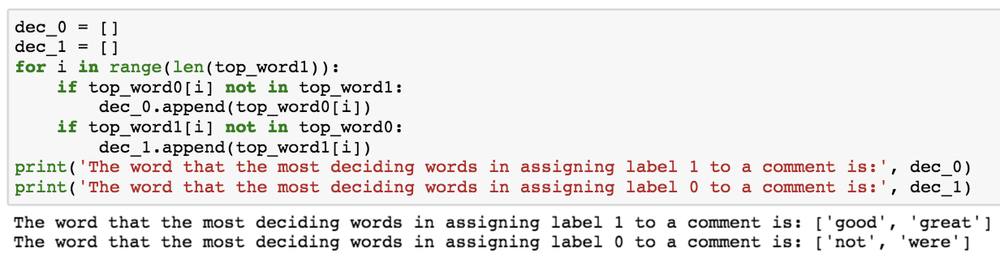 dec_0 = []
dec_1 = []
for i in range(len(top_word1)):
    if top_word0[i] not in top_word1:
        dec_0.append(top_word0[i])
    if top_word1[i] not in top_word0:
        dec_1.append(top_word1[i])
print('The word that the most deciding words in assigning label 1 to a comment is:', dec_0)
print('The word that the most deciding words in assigning label 0 to a comment is:', dec_1)
The word that the most deciding words in assigning label 1 to a comment is: ['good', 'great']
The word that the most deciding words in assigning label 0 to a comment is: ['not', 'were']